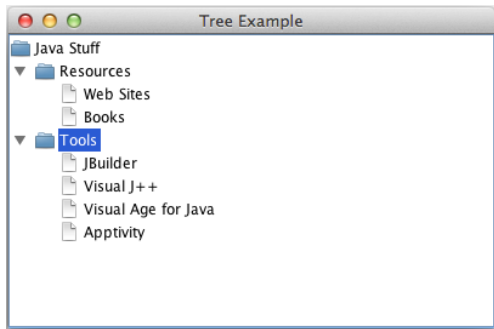 Tree Example
Java Stuff
Resources
Web Sites
Books
Tools
JBuilder
Visual J++
Visual Age for Java
Apptivity